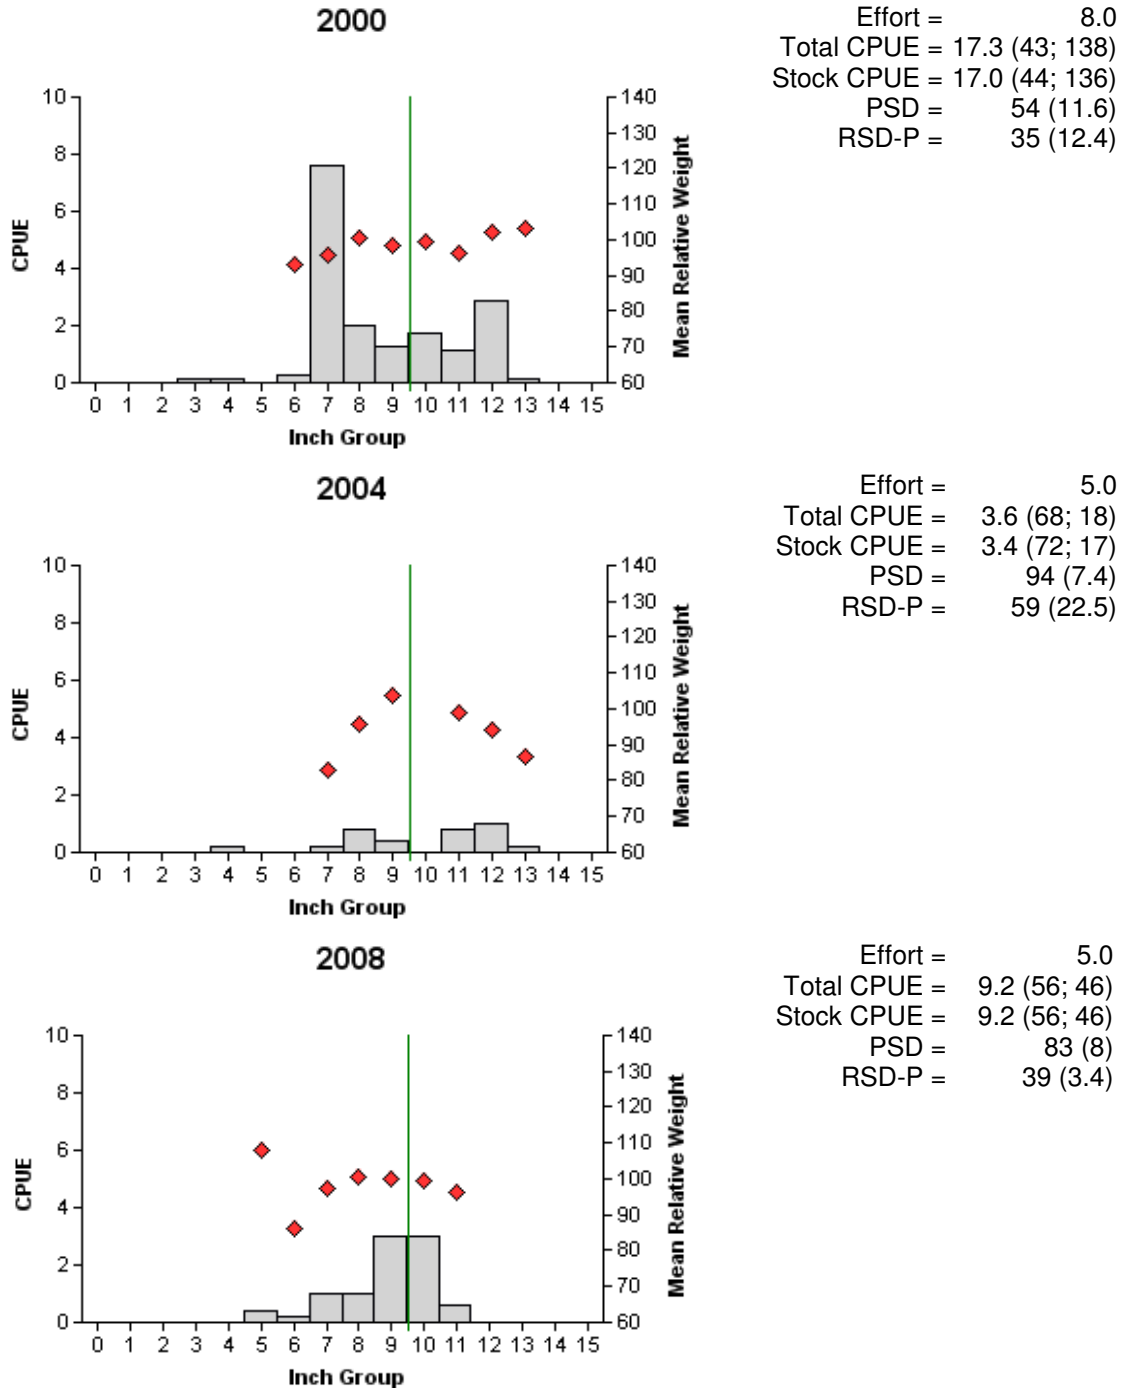 2000
Effort = 8.0
Total CPUE = 17.3 (43; 138)
Stock CPUE = 17.0 (44; 136)
PSD = 54 (11.6)
RSD-P = 35 (12.4)
10
8
6
4
2
0
CPUE
140
130
120
110
100
90
80
70
60
Mean Relative Weight
0 1 2 3 4 5 6 7 8 9 10 11 12 13 14 15
Inch Group
2004
Effort = 5.0
Total CPUE = 3.6 (68; 18)
Stock CPUE = 3.4 (72; 17)
PSD = 94 (7.4)
RSD-P = 59 (22.5)
10
8
6
4
2
0
CPUE
140
130
120
110
100
90
80
70
60
Mean Relative Weight
0 1 2 3 4 5 6 7 8 9 10 11 12 13 14 15
Inch Group
2008
Effort = 5.0
Total CPUE = 9.2 (56; 46)
Stock CPUE = 9.2 (56; 46)
PSD = 83 (8)
RSD-P = 39 (3.4)
10
8
6
4
2
0
CPUE
140
130
120
110
100
90
80
70
60
Mean Relative Weight
0 1 2 3 4 5 6 7 8 9 10 11 12 13 14 15
Inch Group